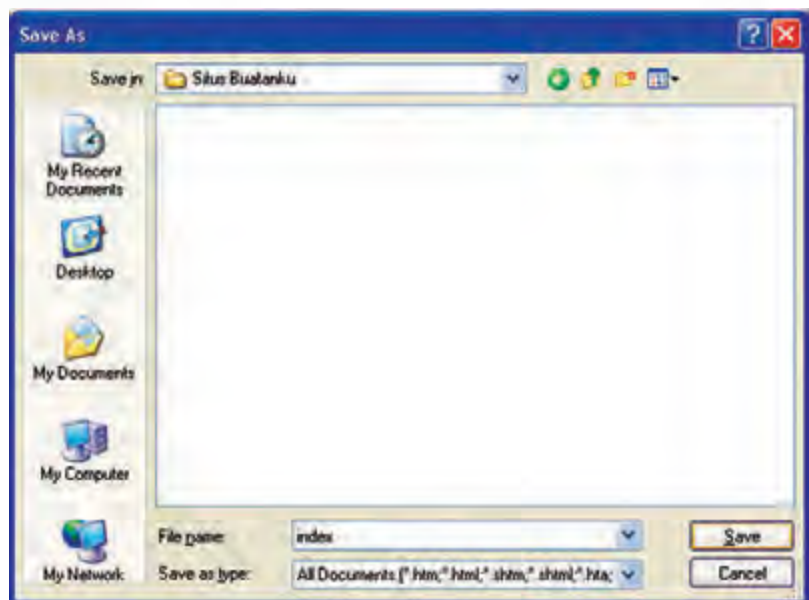 Save As
Save in:
Situs Buatanku
My Recent
Documents
Desktop
My Documents
My Computer
My Network
File name:
index
Save
Save as type:
All Documents (*.htm;*.html;*.shtm;*.shtml;*.hta;
Cancel